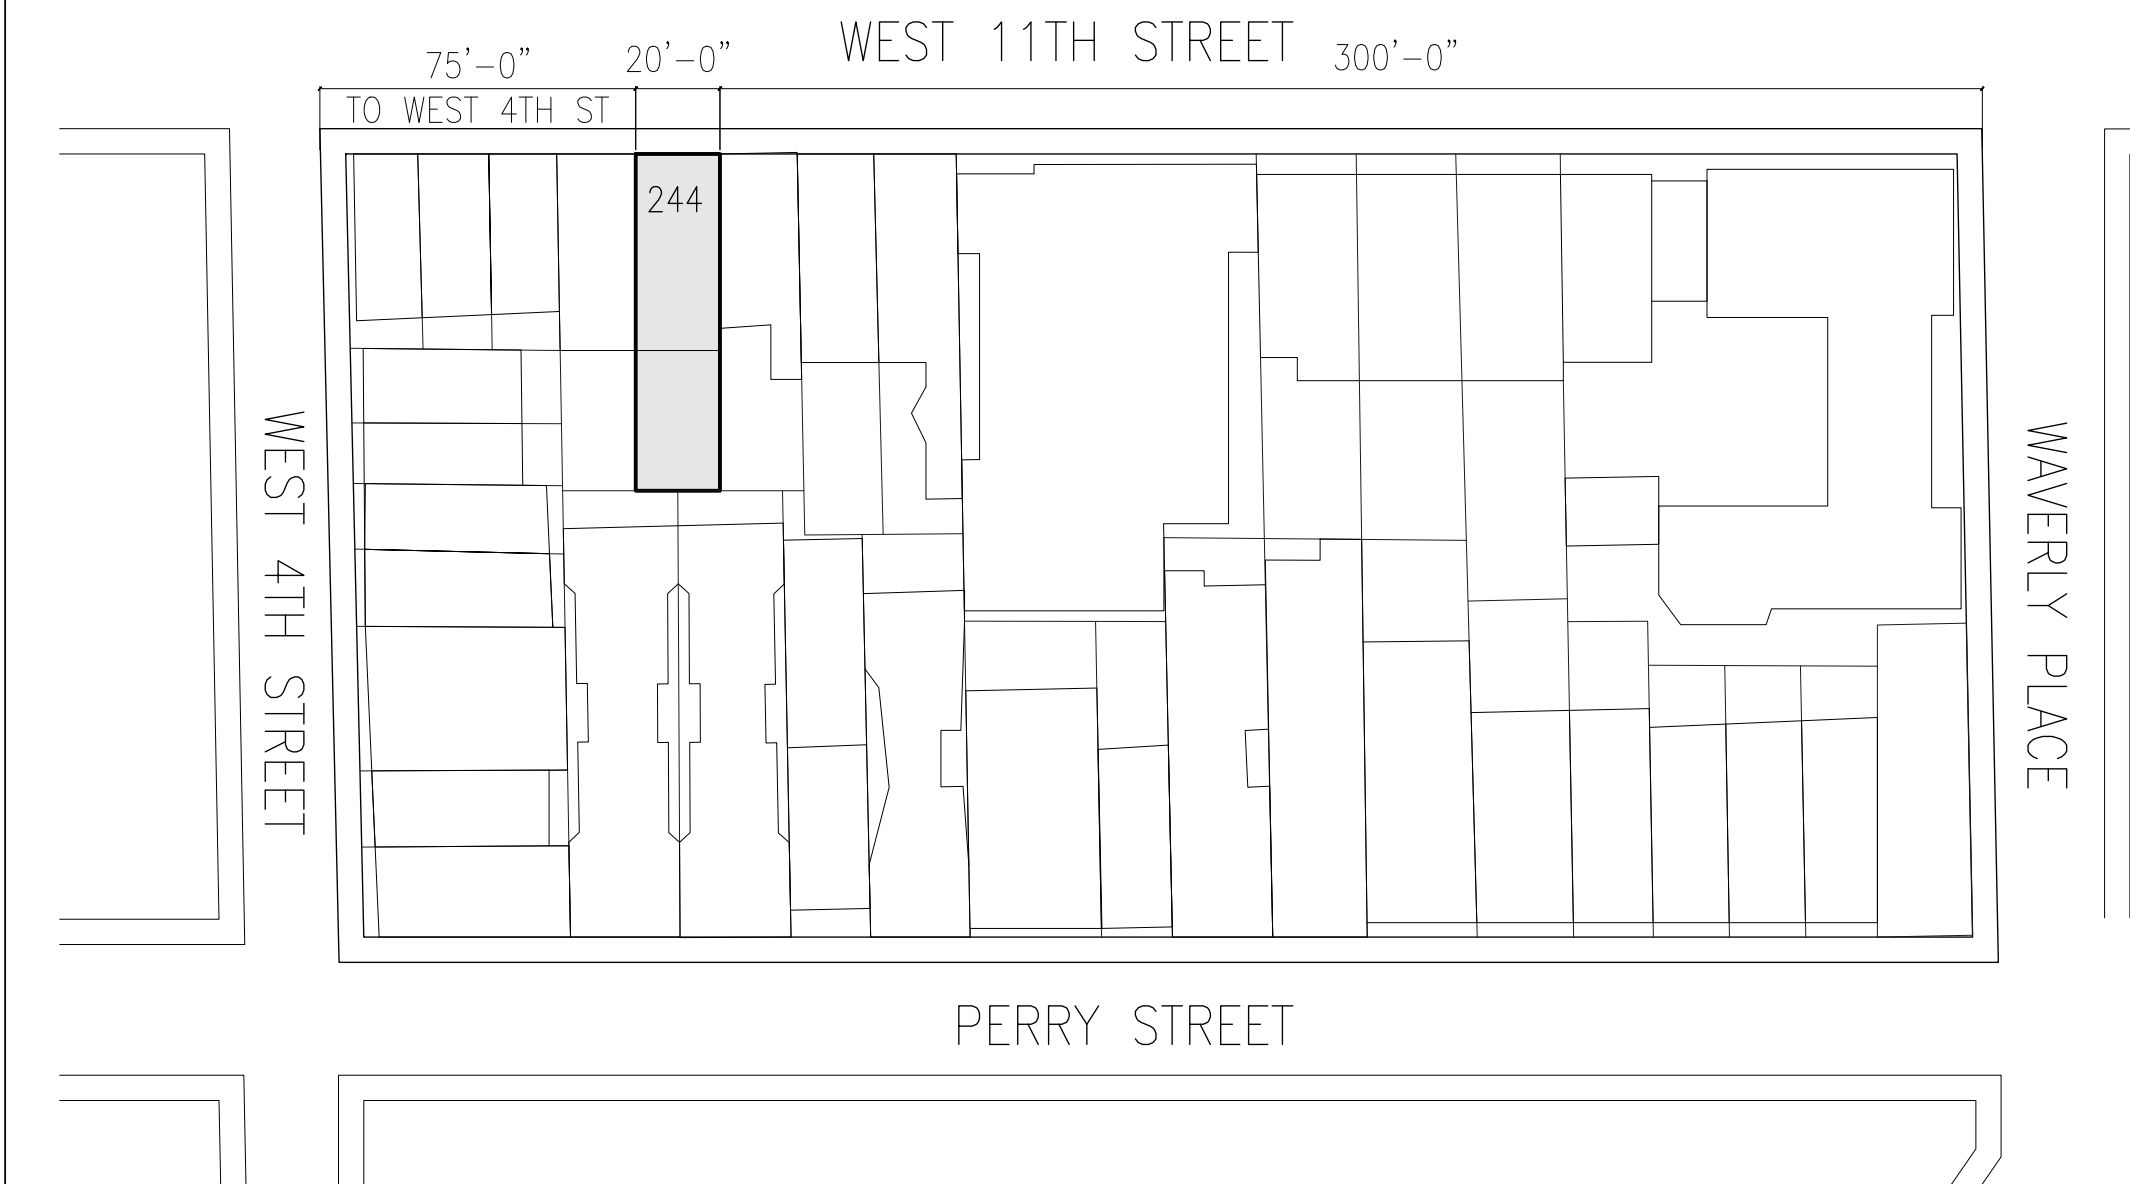 WEST 11TH STREET
75'-0"
20'-0"
300'-0"
TO WEST 4TH ST
244
WEST 4TH STREET
WAVERLY PLACE
PERRY STREET